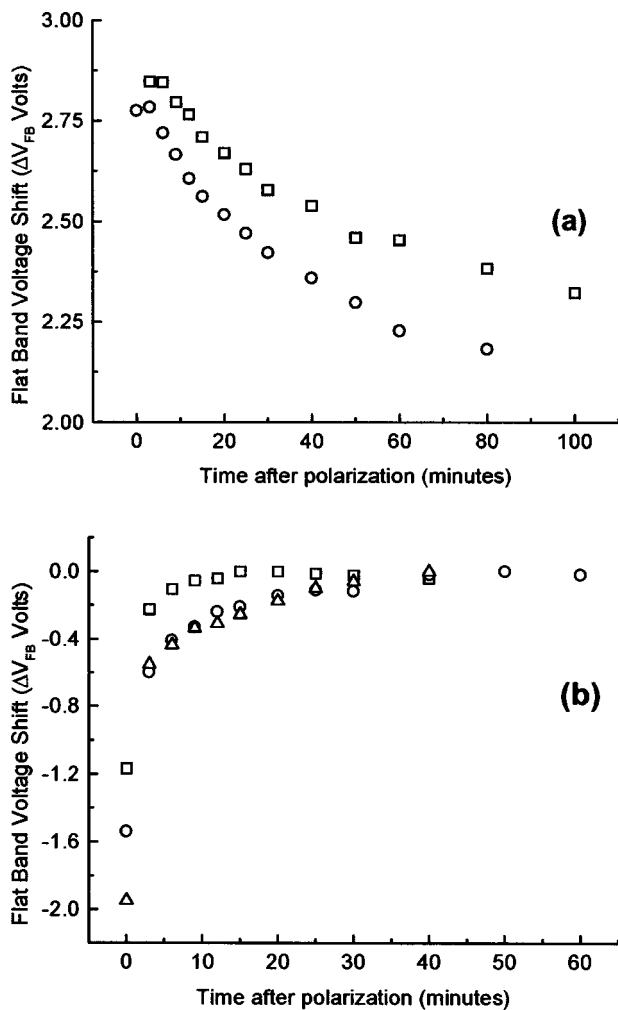 3.00
2.75
2.50
2.25
2.00
Flat Band Voltage Shift (ΔV_FB Volts)
(a)
0 20 40 60 80 100
Time after polarization (minutes)
0.0
-0.4
-0.8
-1.2
-1.6
-2.0
Flat Band Voltage Shift (ΔV_FB Volts)
(b)
0 10 20 30 40 50 60
Time after polarization (minutes)